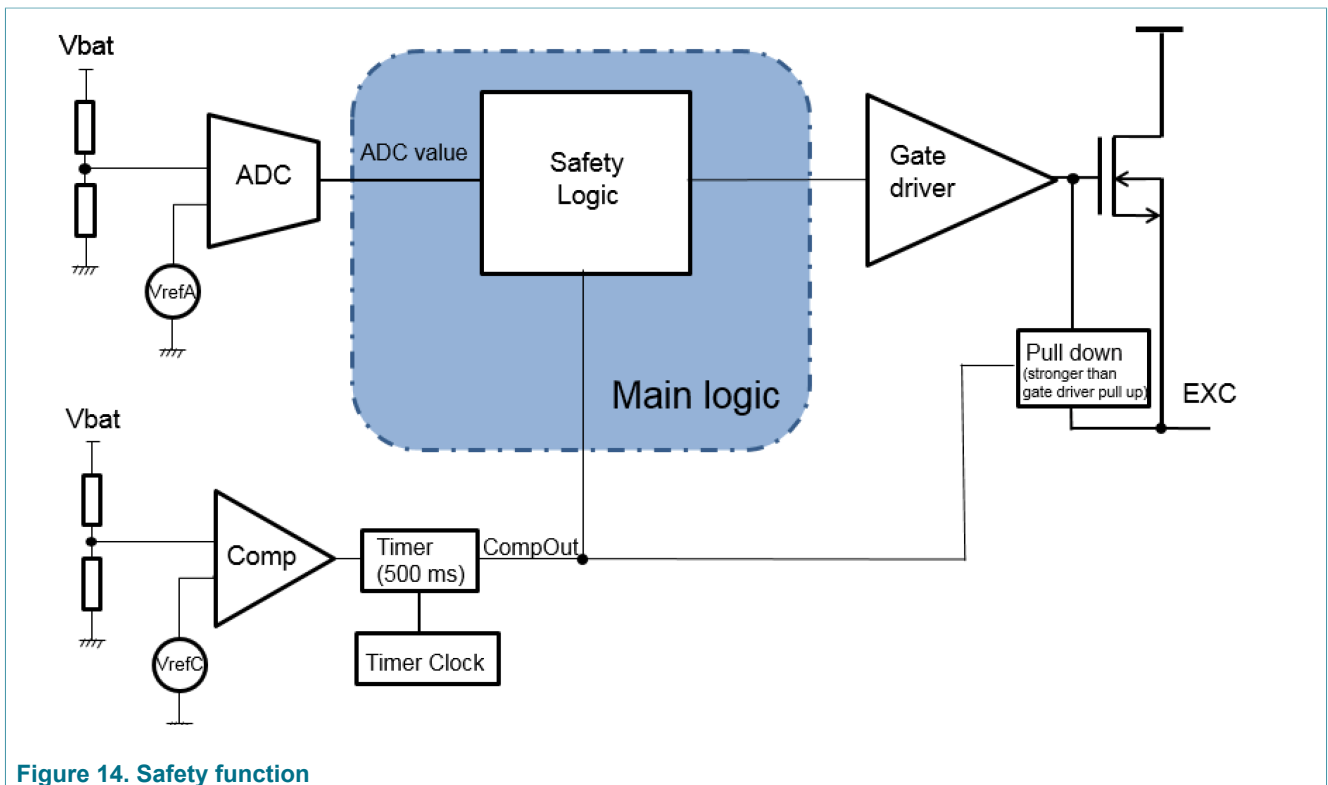 Vbat
ADC
ADC value
Safety
Logic
Gate
driver
VrefA
Pull down
(stronger than
gate driver pull up)
EXC
Main logic
Vbat
Comp
Timer
(500 ms)
CompOut
VrefC
Timer Clock
Figure 14. Safety function